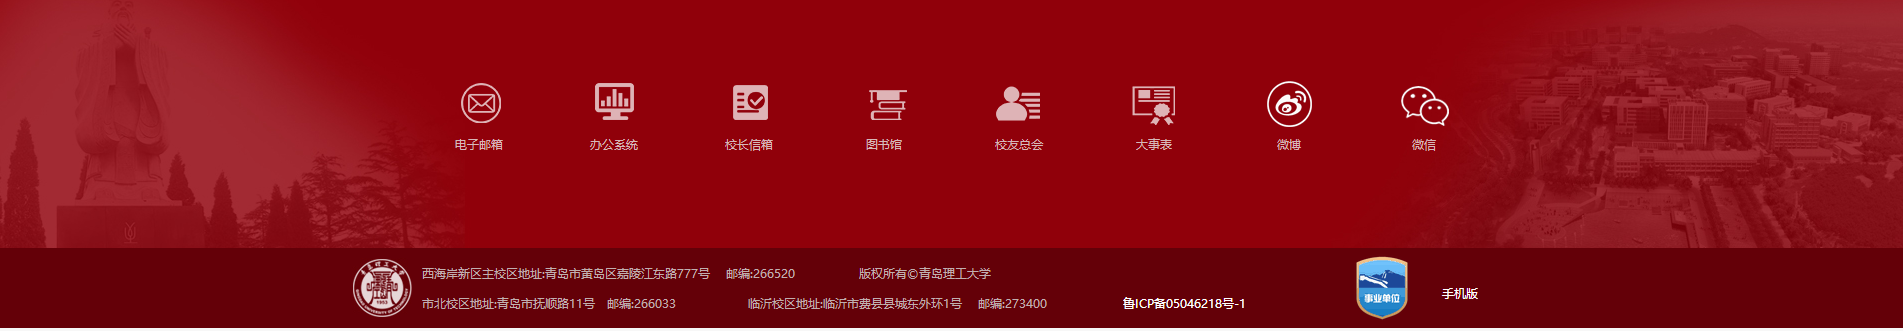 电子邮箱 办公系统 校长信箱 图书馆 校友总会 大事表 微博 微信
西海岸新区主校区地址:青岛市黄岛区嘉陵江东路777号 邮编:266520 版权所有©青岛理工大学
市北校区地址:青岛市抚顺路11号 邮编:266033 临沂校区地址:临沂市费县县城东外环1号 邮编:273400 鲁ICP备05046218号-1
事业单位
手机版
1953